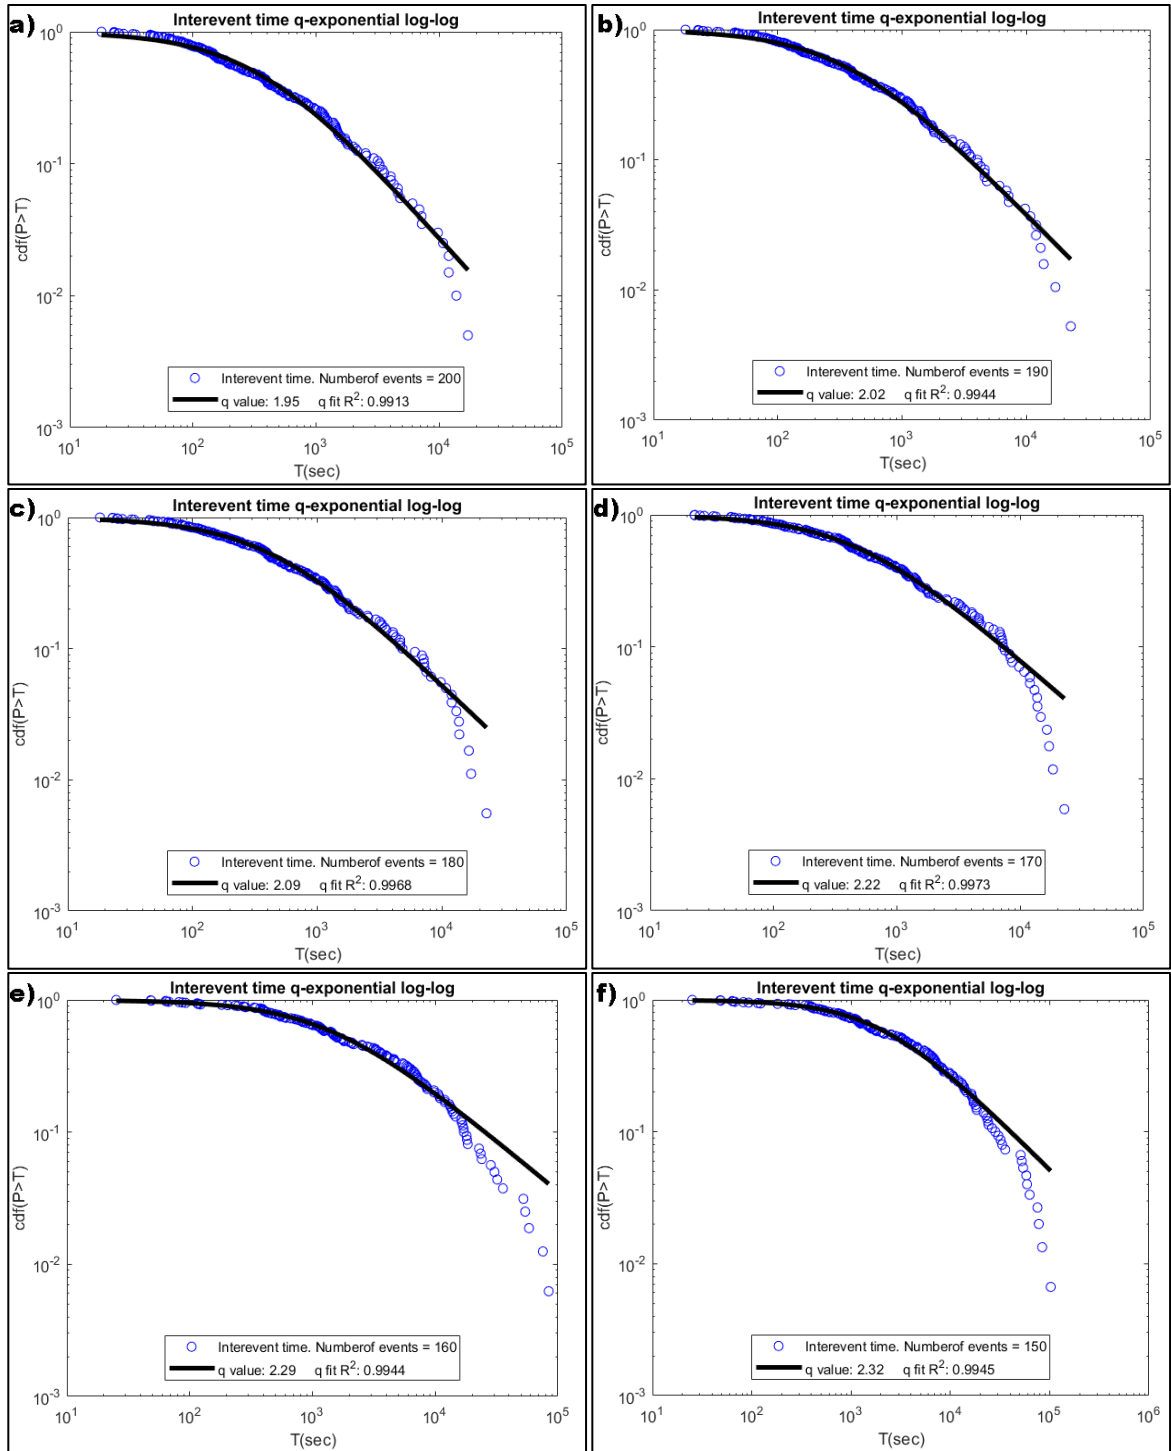 a)
Interevent time q-exponential log-log
10^0
10^-1
10^-2
10^-3
cdf(P>T)
Interevent time. Numberof events = 200
q value: 1.95 q fit R^2: 0.9913
10^1 10^2 10^3 10^4 10^5
T(sec)
b)
Interevent time q-exponential log-log
10^0
10^-1
10^-2
10^-3
cdf(P>T)
Interevent time. Numberof events = 190
q value: 2.02 q fit R^2: 0.9944
10^1 10^2 10^3 10^4 10^5
T(sec)
c)
Interevent time q-exponential log-log
10^0
10^-1
10^-2
10^-3
cdf(P>T)
Interevent time. Numberof events = 180
q value: 2.09 q fit R^2: 0.9968
10^1 10^2 10^3 10^4 10^5
T(sec)
d)
Interevent time q-exponential log-log
10^0
10^-1
10^-2
10^-3
cdf(P>T)
Interevent time. Numberof events = 170
q value: 2.22 q fit R^2: 0.9973
10^1 10^2 10^3 10^4 10^5
T(sec)
e)
Interevent time q-exponential log-log
10^0
10^-1
10^-2
10^-3
cdf(P>T)
Interevent time. Numberof events = 160
q value: 2.29 q fit R^2: 0.9944
10^1 10^2 10^3 10^4 10^5
T(sec)
f)
Interevent time q-exponential log-log
10^0
10^-1
10^-2
10^-3
cdf(P>T)
Interevent time. Numberof events = 150
q value: 2.32 q fit R^2: 0.9945
10^1 10^2 10^3 10^4 10^5 10^6
T(sec)